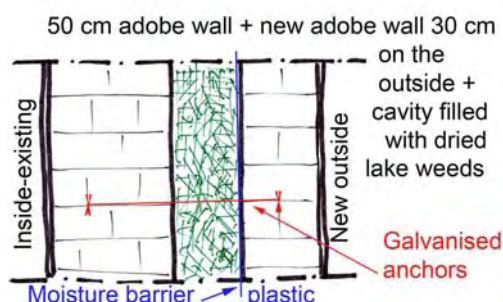 50 cm adobe wall + new adobe wall 30 cm
on the
outside +
cavity filled
with dried
lake weeds
Inside-existing
New outside
Galvanised
anchors
Moisture barrier plastic